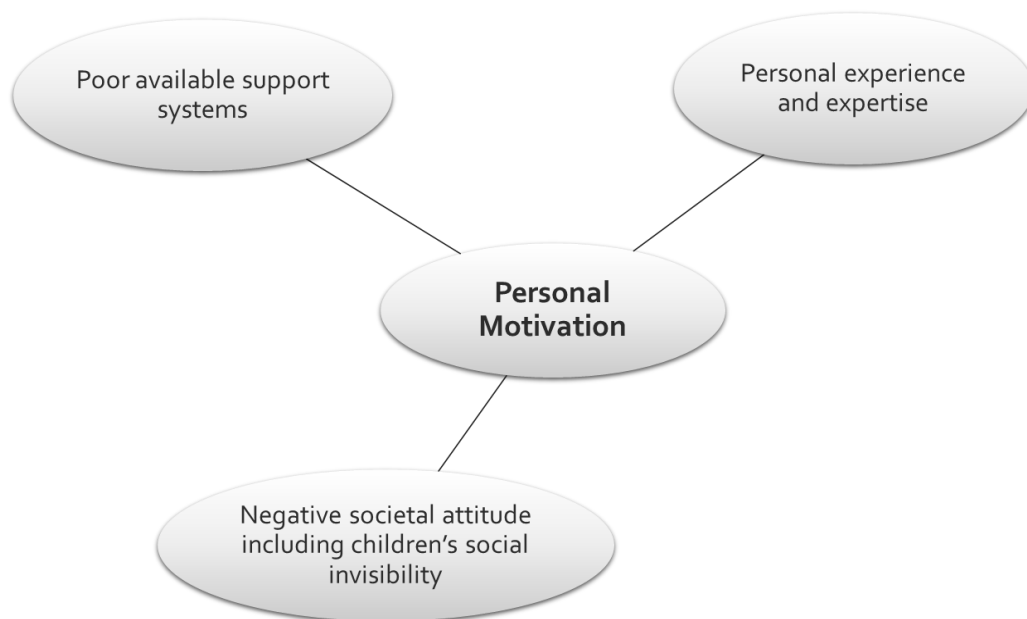 Poor available support
systems
Personal experience
and expertise
Personal
Motivation
Negative societal attitude
including children's social
invisibility